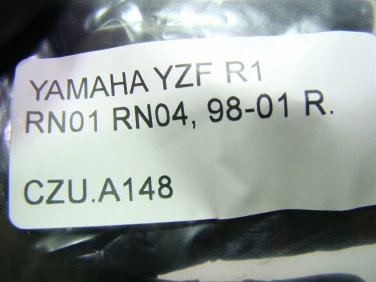 YAMAHA YZF R1
RN01 RN04, 98-01 R.
CZU.A148